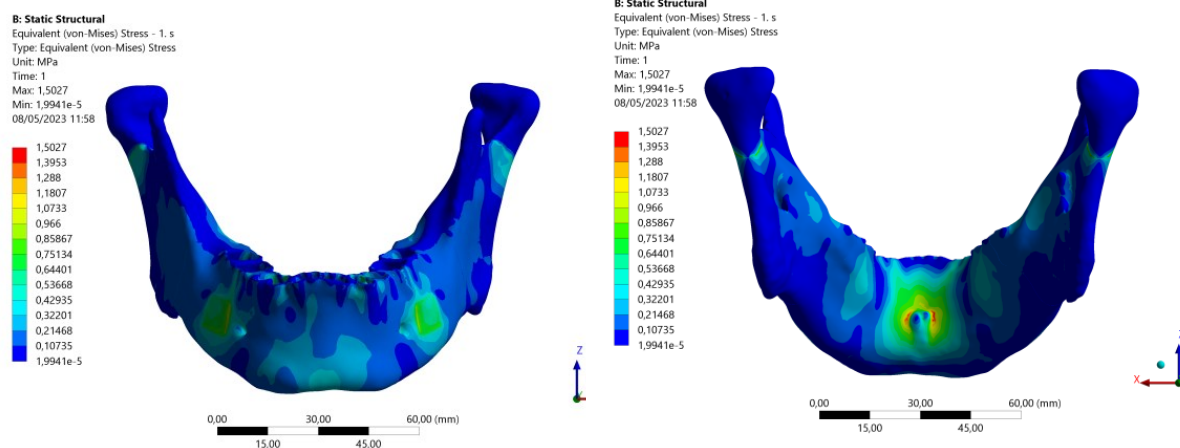 B: Static Structural
Equivalent (von-Mises) Stress - 1. s
Type: Equivalent (von-Mises) Stress
Unit: MPa
Time: 1
Max: 1,5027
Min: 1,9941e-5
08/05/2023 11:58
1,5027
1,3953
1,288
1,1807
1,0733
0,966
0,85867
0,75134
0,64401
0,53668
0,42935
0,32201
0,21468
0,10735
1,9941e-5
Z
0,00 30,00 60,00 (mm)
15,00 45,00
B: Static Structural
Equivalent (von-Mises) Stress - 1. s
Type: Equivalent (von-Mises) Stress
Unit: MPa
Time: 1
Max: 1,5027
Min: 1,9941e-5
08/05/2023 11:58
1,5027
1,3953
1,288
1,1807
1,0733
0,966
0,85867
0,75134
0,64401
0,53668
0,42935
0,32201
0,21468
0,10735
1,9941e-5
X
0,00 30,00 60,00 (mm)
15,00 45,00